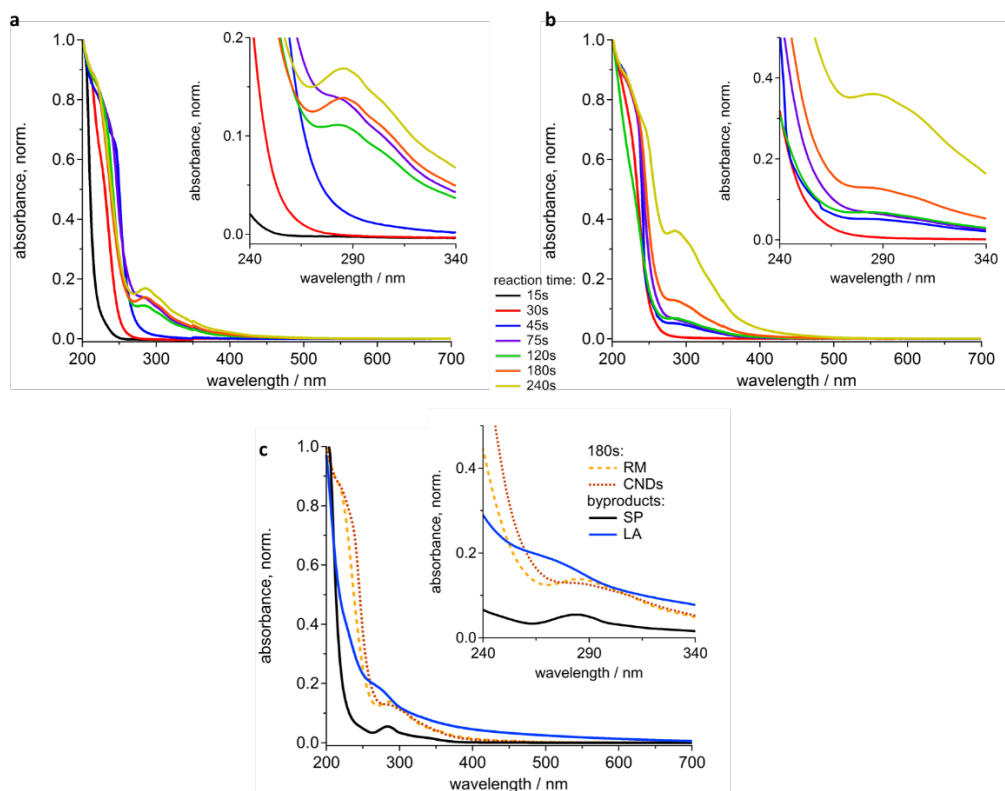 a
absorbance, norm.
1.0
0.8
0.6
0.4
0.2
0.0
200 300 400 500 600 700
wavelength / nm
absorbance, norm.
0.2
0.1
0.0
240 290 340
wavelength / nm
reaction time:
15s
30s
45s
75s
120s
180s
240s
b
absorbance, norm.
1.0
0.8
0.6
0.4
0.2
0.0
200 300 400 500 600 700
wavelength / nm
absorbance, norm.
0.4
0.2
0.0
240 290 340
wavelength / nm
c
absorbance, norm.
1.0
0.8
0.6
0.4
0.2
0.0
200 300 400 500 600 700
wavelength / nm
absorbance, norm.
0.4
0.2
0.0
240 290 340
wavelength / nm
180s:
RM
CNDs
byproducts:
SP
LA